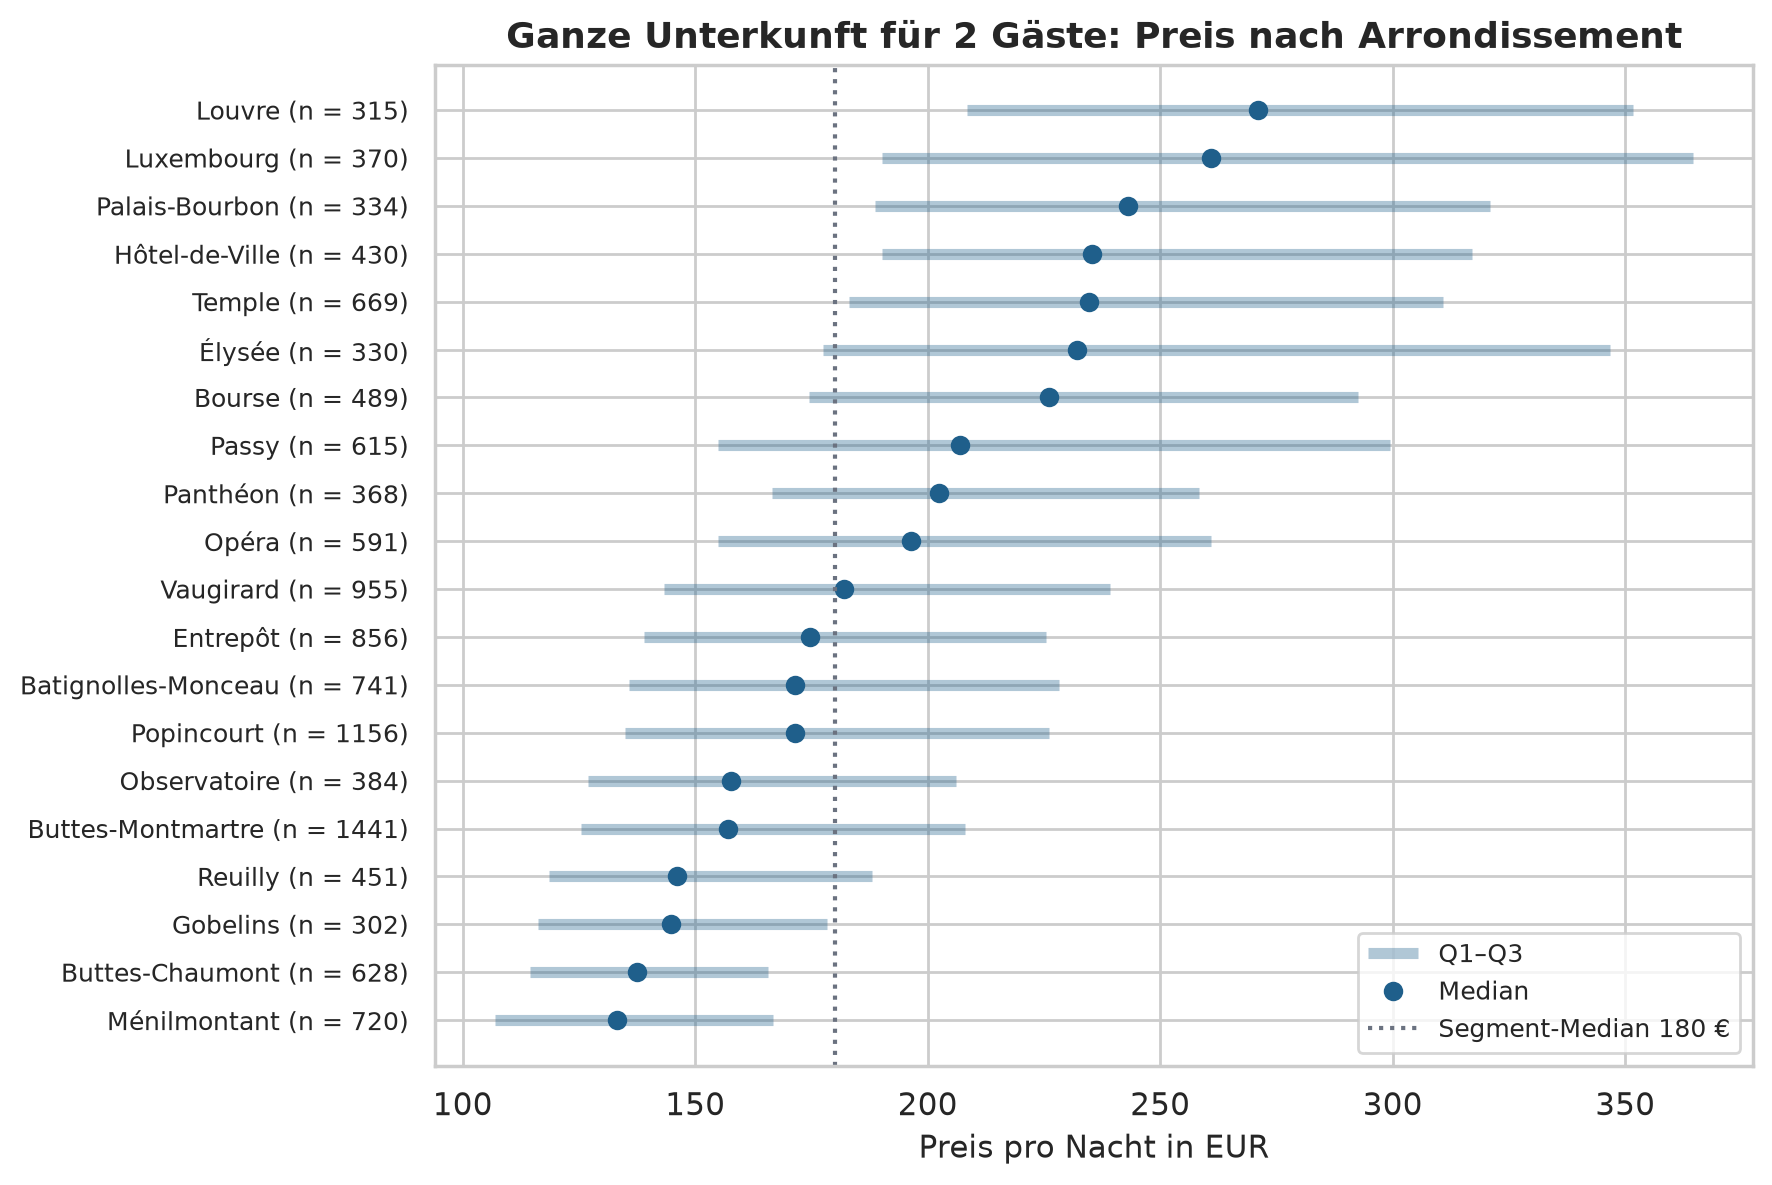 Ganze Unterkunft für 2 Gäste: Preis nach Arrondissement
Louvre (n = 315)
Luxembourg (n = 370)
Palais-Bourbon (n = 334)
Hôtel-de-Ville (n = 430)
Temple (n = 669)
Élysée (n = 330)
Bourse (n = 489)
Passy (n = 615)
Panthéon (n = 368)
Opéra (n = 591)
Vaugirard (n = 955)
Entrepôt (n = 856)
Batignolles-Monceau (n = 741)
Popincourt (n = 1156)
Observatoire (n = 384)
Buttes-Montmartre (n = 1441)
Reuilly (n = 451)
Gobelins (n = 302)
Buttes-Chaumont (n = 628)
Ménilmontant (n = 720)
Q1–Q3
Median
Segment-Median 180 €
100 150 200 250 300 350
Preis pro Nacht in EUR